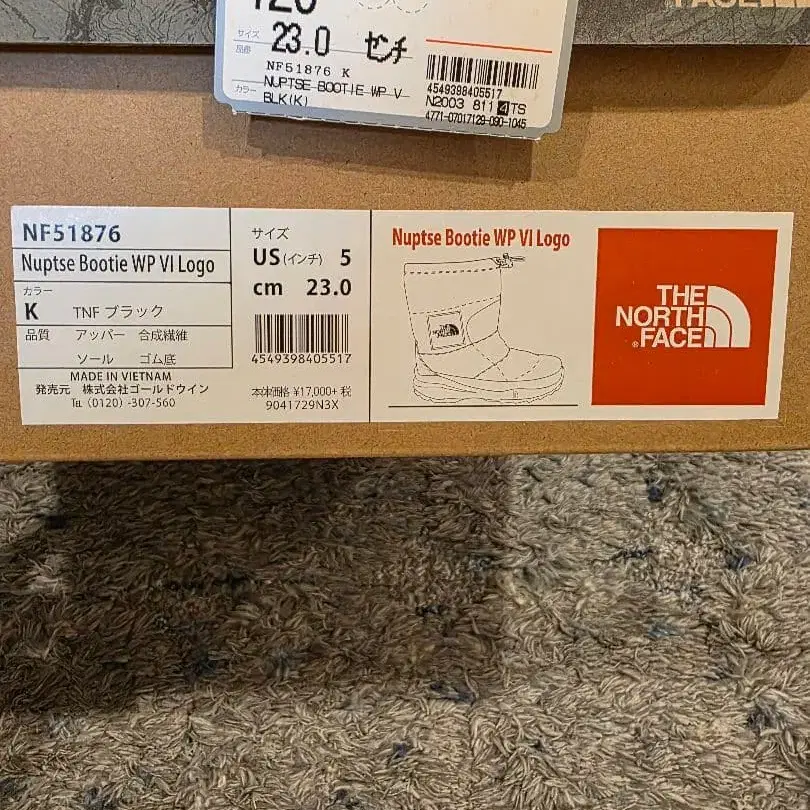 サイズ
23.0 センチ
品番
NF51876 K
NUPTSE BOOTIE WP V
カラー
BLK(K)
4549398405517
N2003 811 4 TS
4771-07017129-090-1045
NF51876
Nuptse Bootie WP VI Logo
カラー
K TNF ブラック
品質 アッパー 合成繊維
ソール ゴム底
MADE IN VIETNAM
発売元 株式会社ゴールドウイン
℡ (0120) -307-560
サイズ
US (インチ) 5
cm 23.0
4549398405517
本体価格 ¥17,000+ 税
9041729N3X
Nuptse Bootie WP VI Logo
THE
NORTH
®FACE